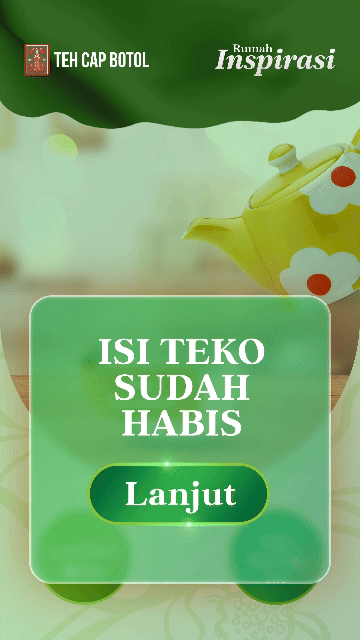 TEH CAP BOTOL
Rumah
Inspirasi
ISI TEKO
SUDAH
HABIS
Lanjut